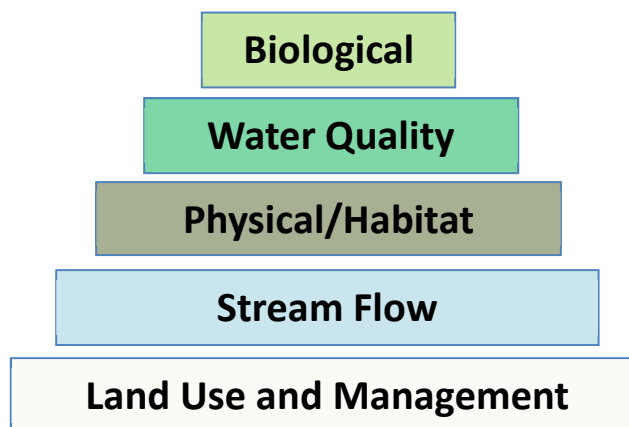 Biological
Water Quality
Physical/Habitat
Stream Flow
Land Use and Management